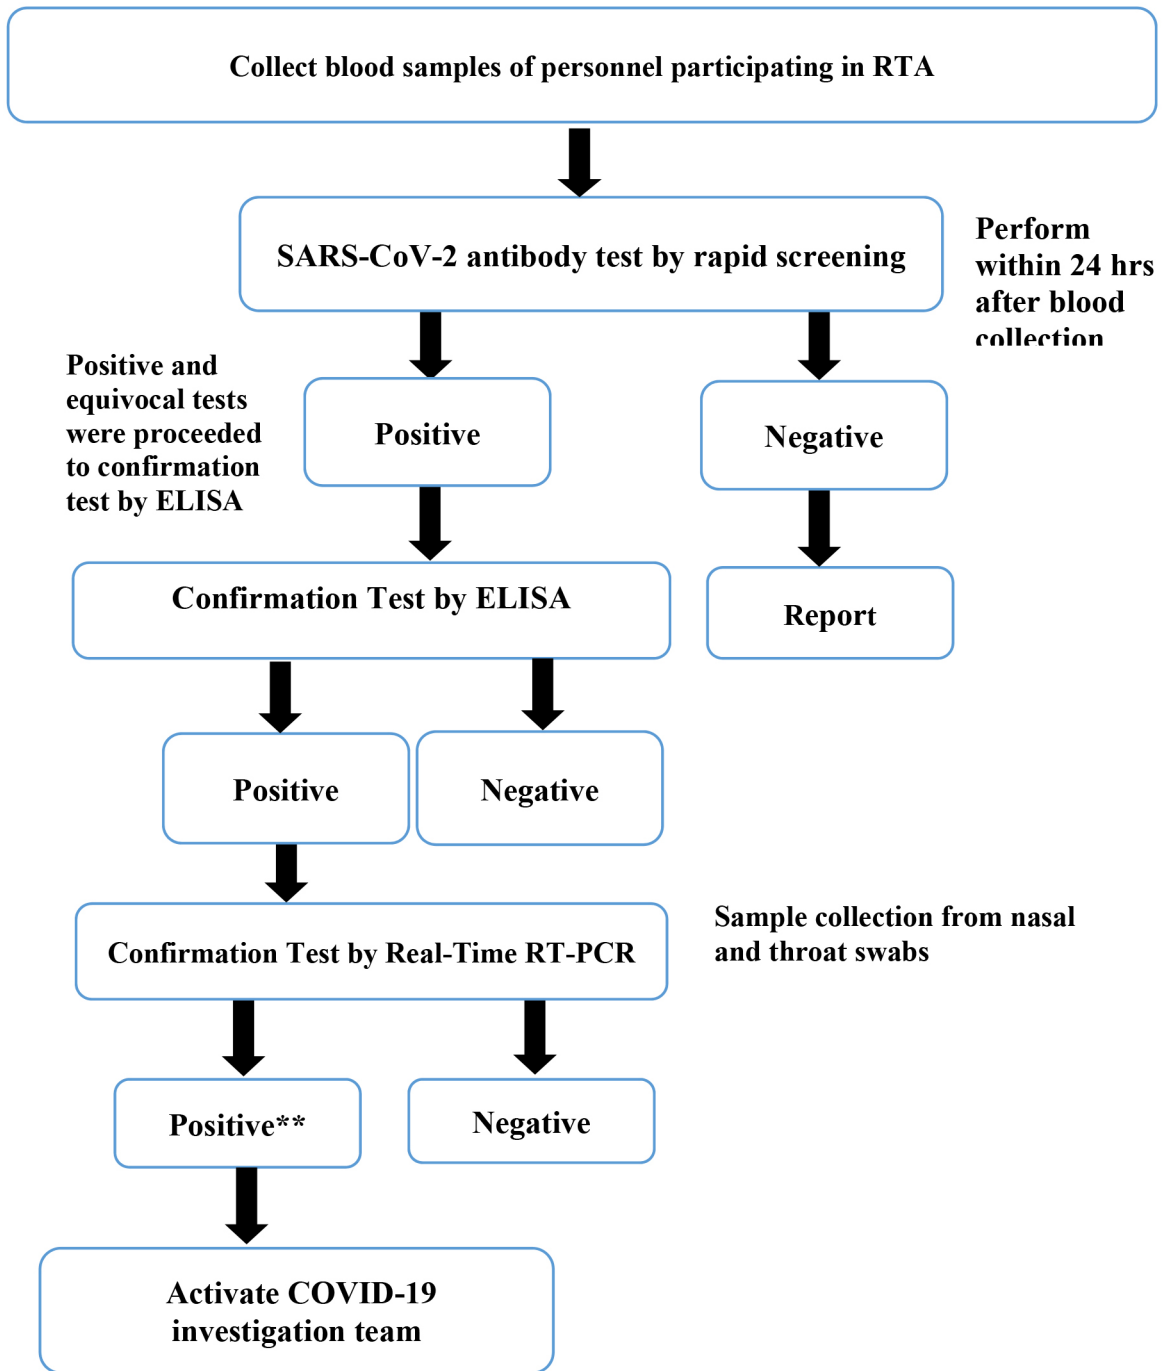 Collect blood samples of personnel participating in RTA
SARS-CoV-2 antibody test by rapid screening
Perform
within 24 hrs
after blood
collection
Positive and
equivocal tests
were proceeded
to confirmation
test by ELISA
Positive
Negative
Confirmation Test by ELISA
Report
Positive
Negative
Confirmation Test by Real-Time RT-PCR
Sample collection from nasal
and throat swabs
Positive**
Negative
Activate COVID-19
investigation team